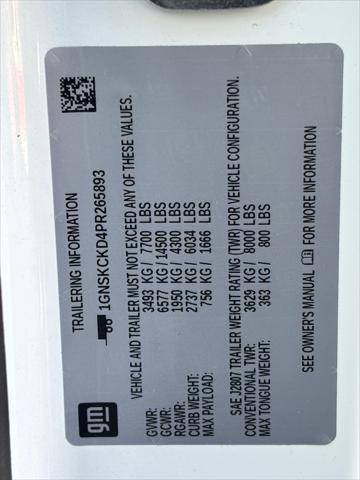 TRAILERING INFORMATION
1GNSKCKD4PR265893
VEHICLE AND TRAILER MUST NOT EXCEED ANY OF THESE VALUES.
GVWR: 3493 KG / 7700 LBS
GCWR: 6577 KG / 14500 LBS
RGAWR: 1950 KG / 4300 LBS
CURB WEIGHT: 2737 KG / 6034 LBS
MAX PAYLOAD: 756 KG / 1666 LBS
SAE J2807 TRAILER WEIGHT RATING (TWR) FOR VEHICLE CONFIGURATION.
CONVENTIONAL TWR: 3629 KG / 8000 LBS
MAX TONGUE WEIGHT: 363 KG / 800 LBS
SEE OWNER'S MANUAL FOR MORE INFORMATION
gm